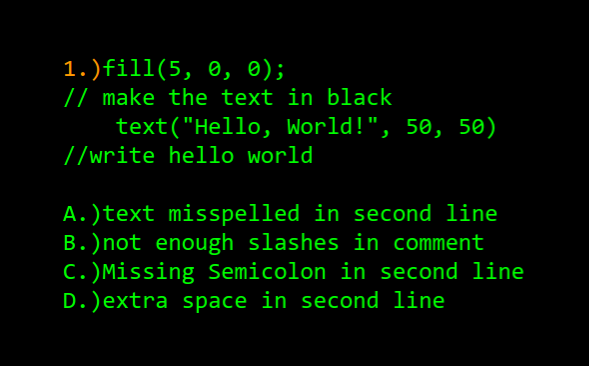 1.)fill(5, 0, 0);
// make the text in black
text("Hello, World!", 50, 50)
//write hello world
A.)text misspelled in second line
B.)not enough slashes in comment
C.)Missing Semicolon in second line
D.)extra space in second line